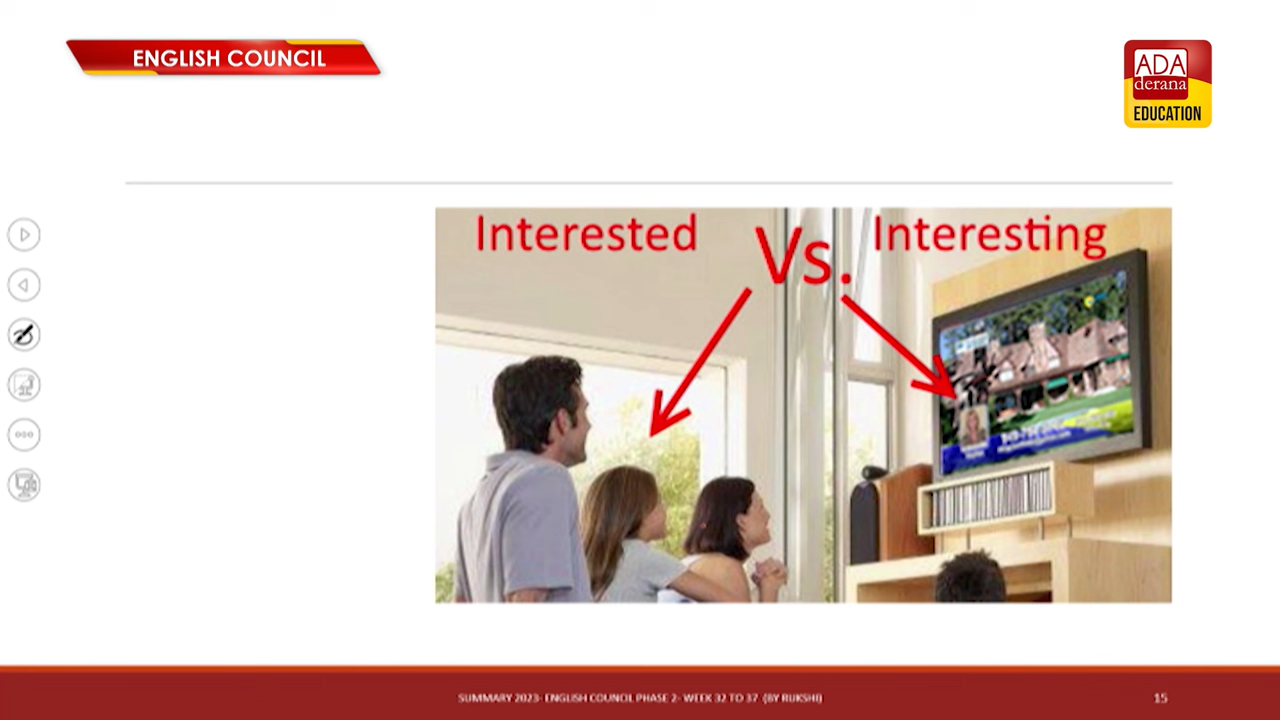 ENGLISH COUNCIL
ADA
derana
EDUCATION
Interested
Vs.
Interesting
SUMMARY 2023- ENGLISH COUNCIL PHASE 2- WEEK 32 TO 37 (BY RUKSHI)
15